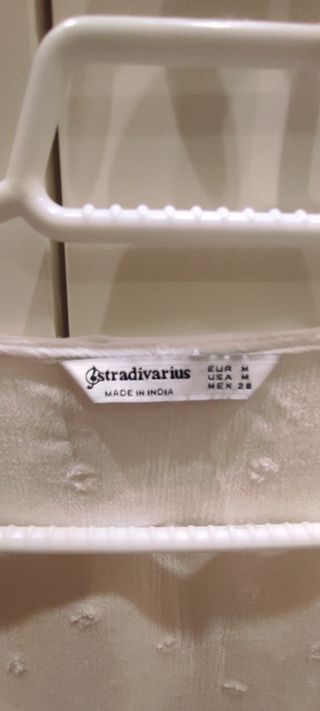 stradivarius
MADE IN INDIA
EUR M
USA M
MEX 28